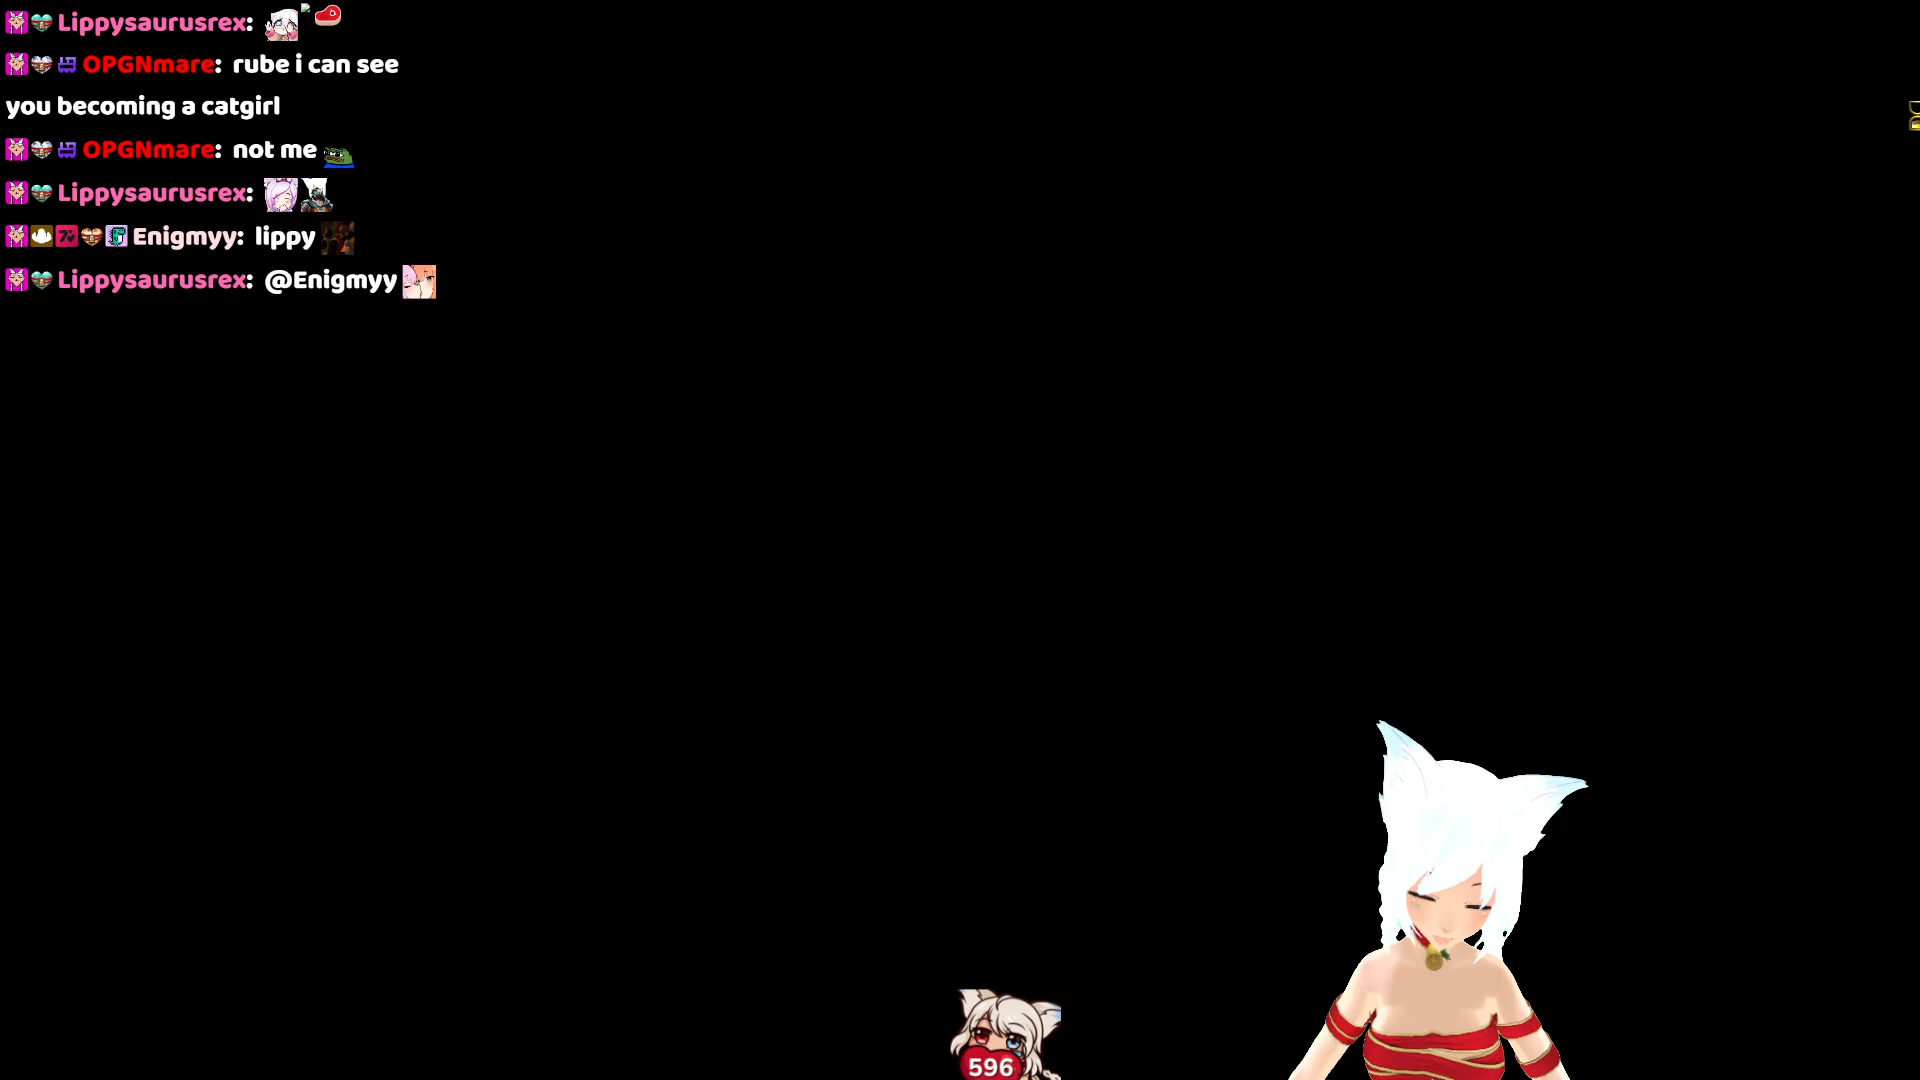 Lippysaurusrex:
OPGNmare: rube i can see
you becoming a catgirl
OPGNmare: not me
Lippysaurusrex:
Enigmyy: lippy
Lippysaurusrex: @Enigmyy
596